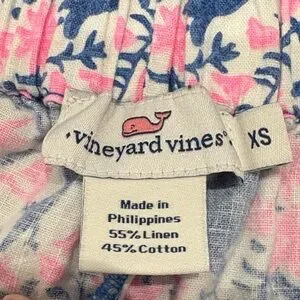 vineyard vines®
XS
Made in
Philippines
55% Linen
45% Cotton